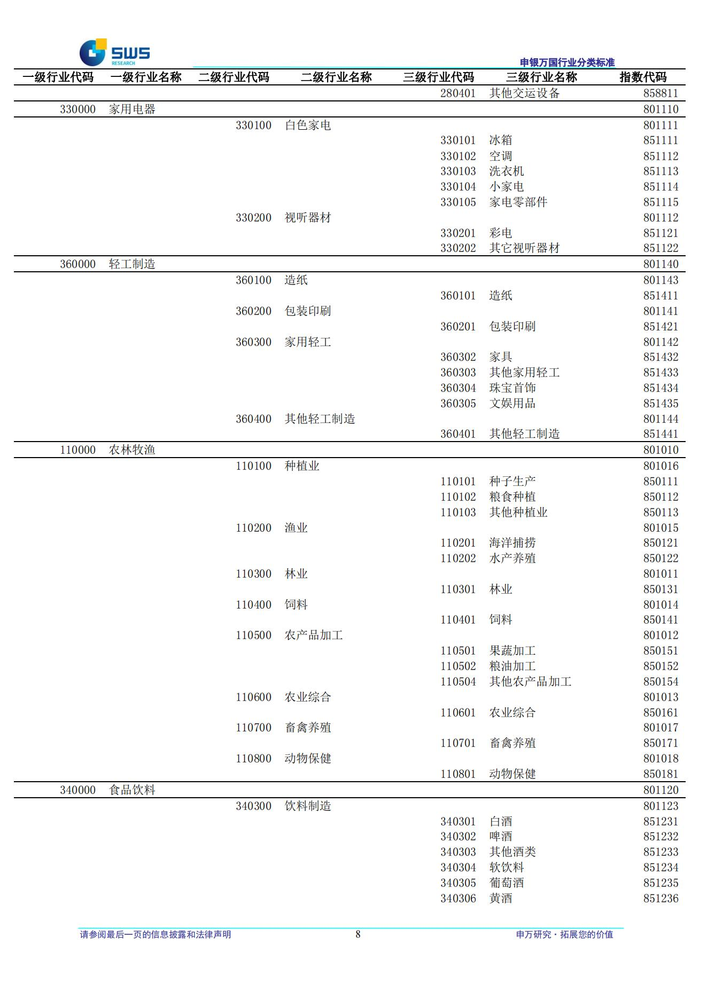 SWS
RESEARCH
申银万国行业分类标准
一级行业代码 一级行业名称 二级行业代码 二级行业名称 三级行业代码 三级行业名称 指数代码
280401 其他交运设备 858811
330000 家用电器 801110
330100 白色家电 801111
330101 冰箱 851111
330102 空调 851112
330103 洗衣机 851113
330104 小家电 851114
330105 家电零部件 851115
330200 视听器材 801112
330201 彩电 851121
330202 其它视听器材 851122
360000 轻工制造 801140
360100 造纸 801143
360101 造纸 851411
360200 包装印刷 801141
360201 包装印刷 851421
360300 家用轻工 801142
360302 家具 851432
360303 其他家用轻工 851433
360304 珠宝首饰 851434
360305 文娱用品 851435
360400 其他轻工制造 801144
360401 其他轻工制造 851441
110000 农林牧渔 801010
110100 种植业 801016
110101 种子生产 850111
110102 粮食种植 850112
110103 其他种植业 850113
110200 渔业 801015
110201 海洋捕捞 850121
110202 水产养殖 850122
110300 林业 801011
110301 林业 850131
110400 饲料 801014
110401 饲料 850141
110500 农产品加工 801012
110501 果蔬加工 850151
110502 粮油加工 850152
110504 其他农产品加工 850154
110600 农业综合 801013
110601 农业综合 850161
110700 畜禽养殖 801017
110701 畜禽养殖 850171
110800 动物保健 801018
110801 动物保健 850181
340000 食品饮料 801120
340300 饮料制造 801123
340301 白酒 851231
340302 啤酒 851232
340303 其他酒类 851233
340304 软饮料 851234
340305 葡萄酒 851235
340306 黄酒 851236
请参阅最后一页的信息披露和法律声明 8 申万研究·拓展您的价值